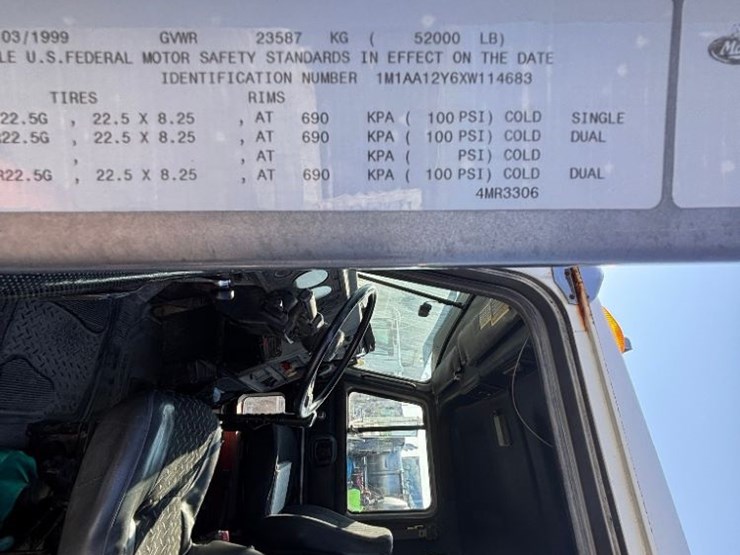 03/1999 GVWR 23587 KG ( 52000 LB)
LE U.S.FEDERAL MOTOR SAFETY STANDARDS IN EFFECT ON THE DATE
IDENTIFICATION NUMBER 1M1AA12Y6XW114683
TIRES RIMS
22.5G , 22.5 X 8.25 , AT 690 KPA ( 100 PSI) COLD SINGLE
22.5G , 22.5 X 8.25 , AT 690 KPA ( 100 PSI) COLD DUAL
, , AT KPA ( PSI) COLD
R22.5G , 22.5 X 8.25 , AT 690 KPA ( 100 PSI) COLD DUAL
4MR3306